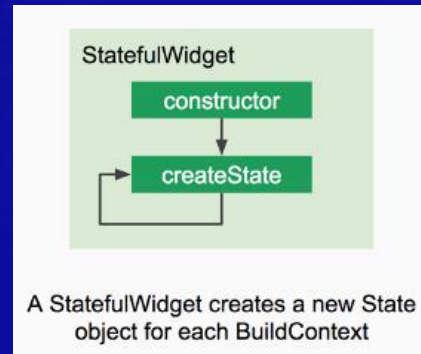 StatefulWidget
constructor
createState
A StatefulWidget creates a new State
object for each BuildContext